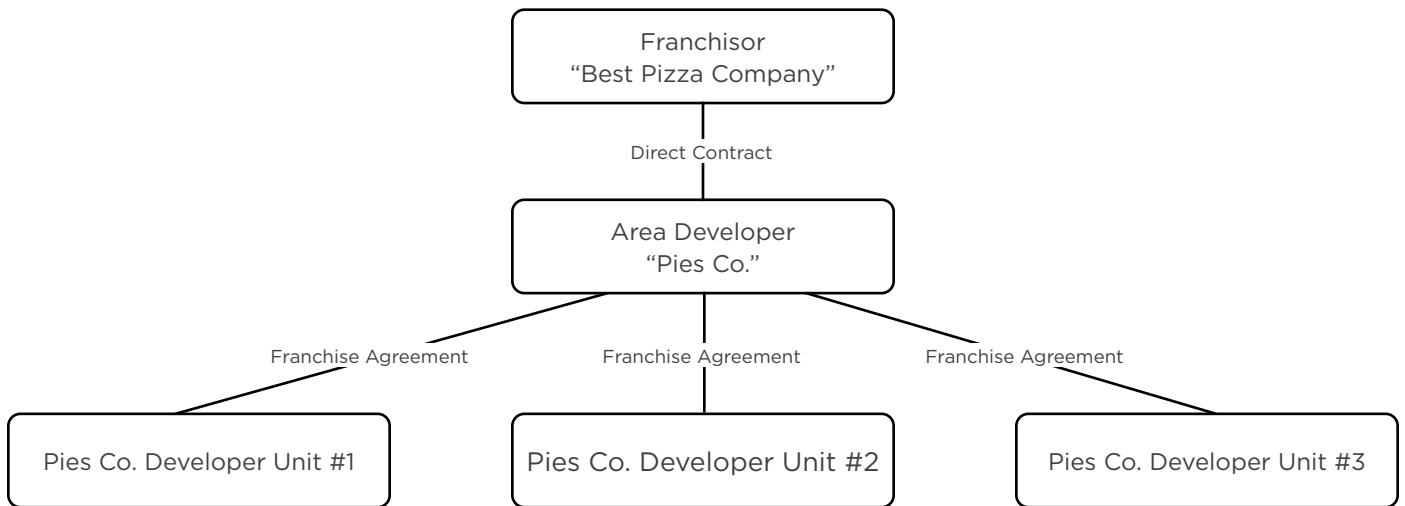 Franchisor
“Best Pizza Company”
Direct Contract
Area Developer
“Pies Co.”
Franchise Agreement
Franchise Agreement
Franchise Agreement
Pies Co. Developer Unit #1
Pies Co. Developer Unit #2
Pies Co. Developer Unit #3